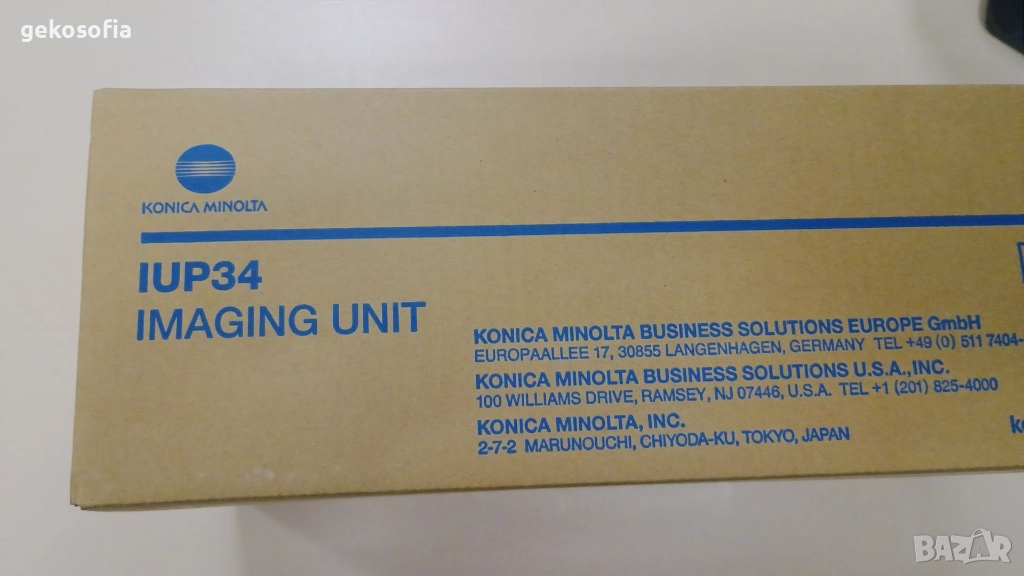 gekosofia
KONICA MINOLTA
IUP34
IMAGING UNIT
KONICA MINOLTA BUSINESS SOLUTIONS EUROPE GmbH
EUROPAALLEE 17, 30855 LANGENHAGEN, GERMANY TEL +49 (0) 511 7404-
KONICA MINOLTA BUSINESS SOLUTIONS U.S.A., INC.
100 WILLIAMS DRIVE, RAMSEY, NJ 07446, U.S.A. TEL +1 (201) 825-4000
KONICA MINOLTA, INC.
2-7-2 MARUNOUCHI, CHIYODA-KU, TOKYO, JAPAN
BAZAR